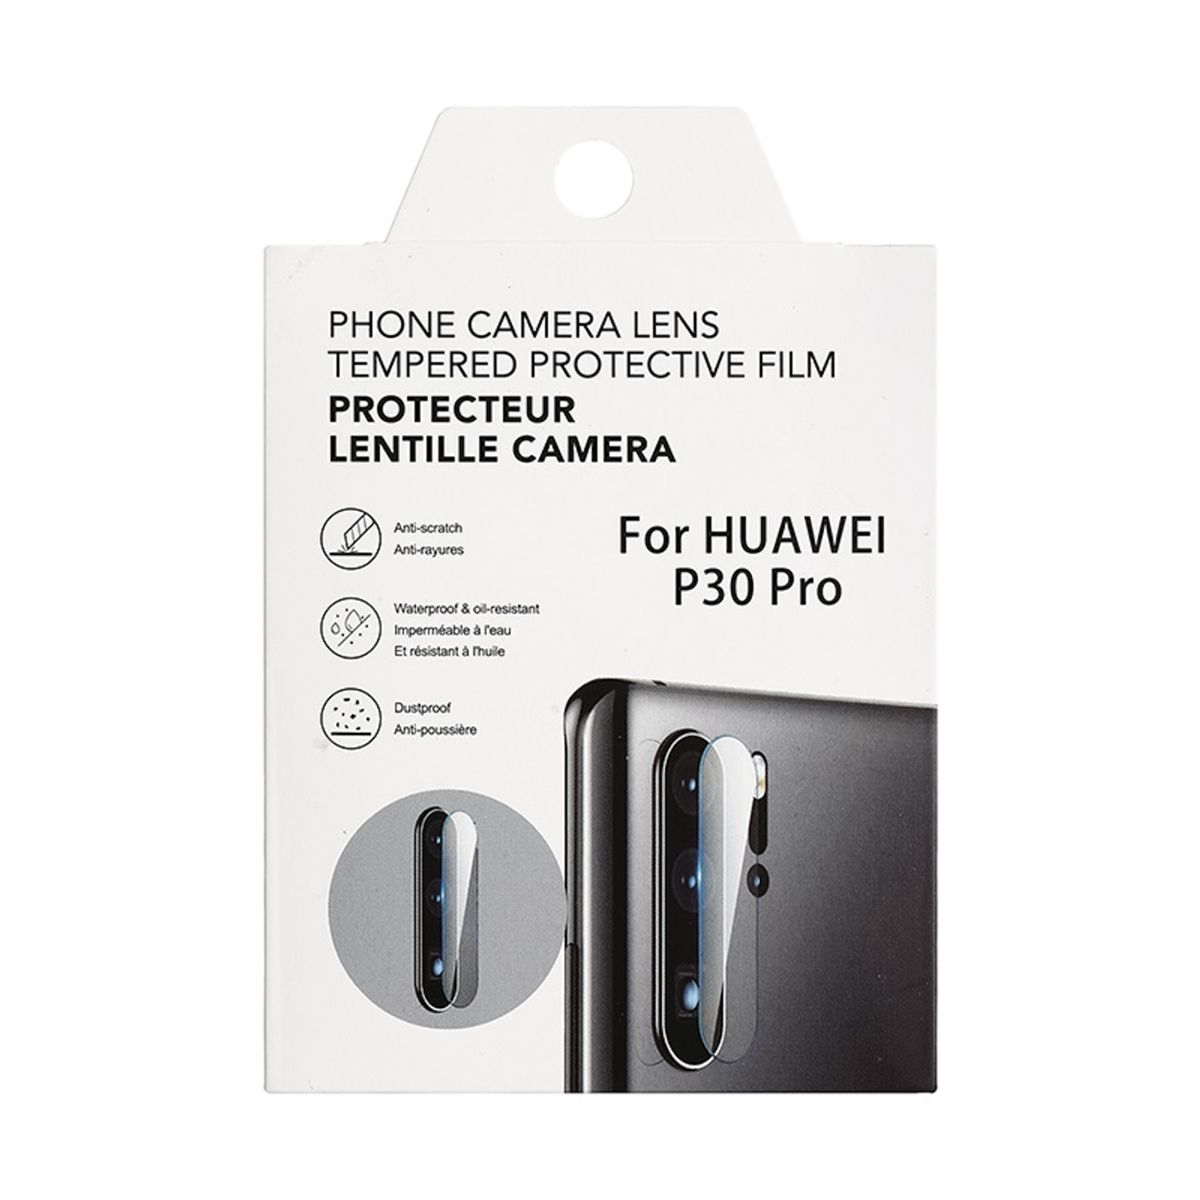 PHONE CAMERA LENS
TEMPERED PROTECTIVE FILM
PROTECTEUR
LENTILLE CAMERA
Anti-scratch
Anti-rayures
For HUAWEI
P30 Pro
Waterproof & oil-resistant
Imperméable à l'eau
Et résistant à l'huile
Dustproof
Anti-poussière